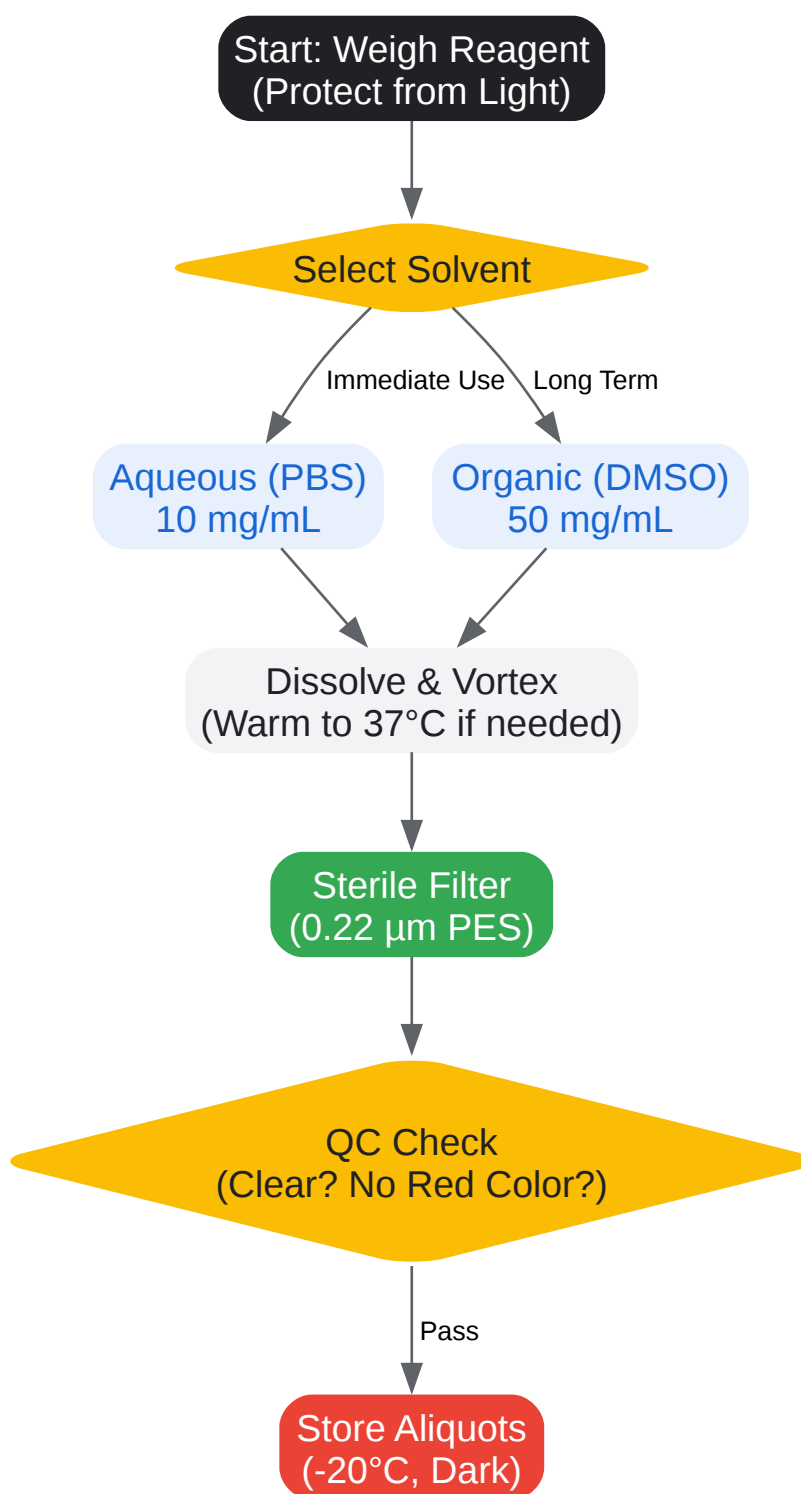 Start: Weigh Reagent
(Protect from Light)
Select Solvent
Immediate Use
Long Term
Aqueous (PBS)
10 mg/mL
Organic (DMSO)
50 mg/mL
Dissolve & Vortex
(Warm to 37°C if needed)
Sterile Filter
(0.22 µm PES)
QC Check
(Clear? No Red Color?)
Pass
Store Aliquots
(-20°C, Dark)